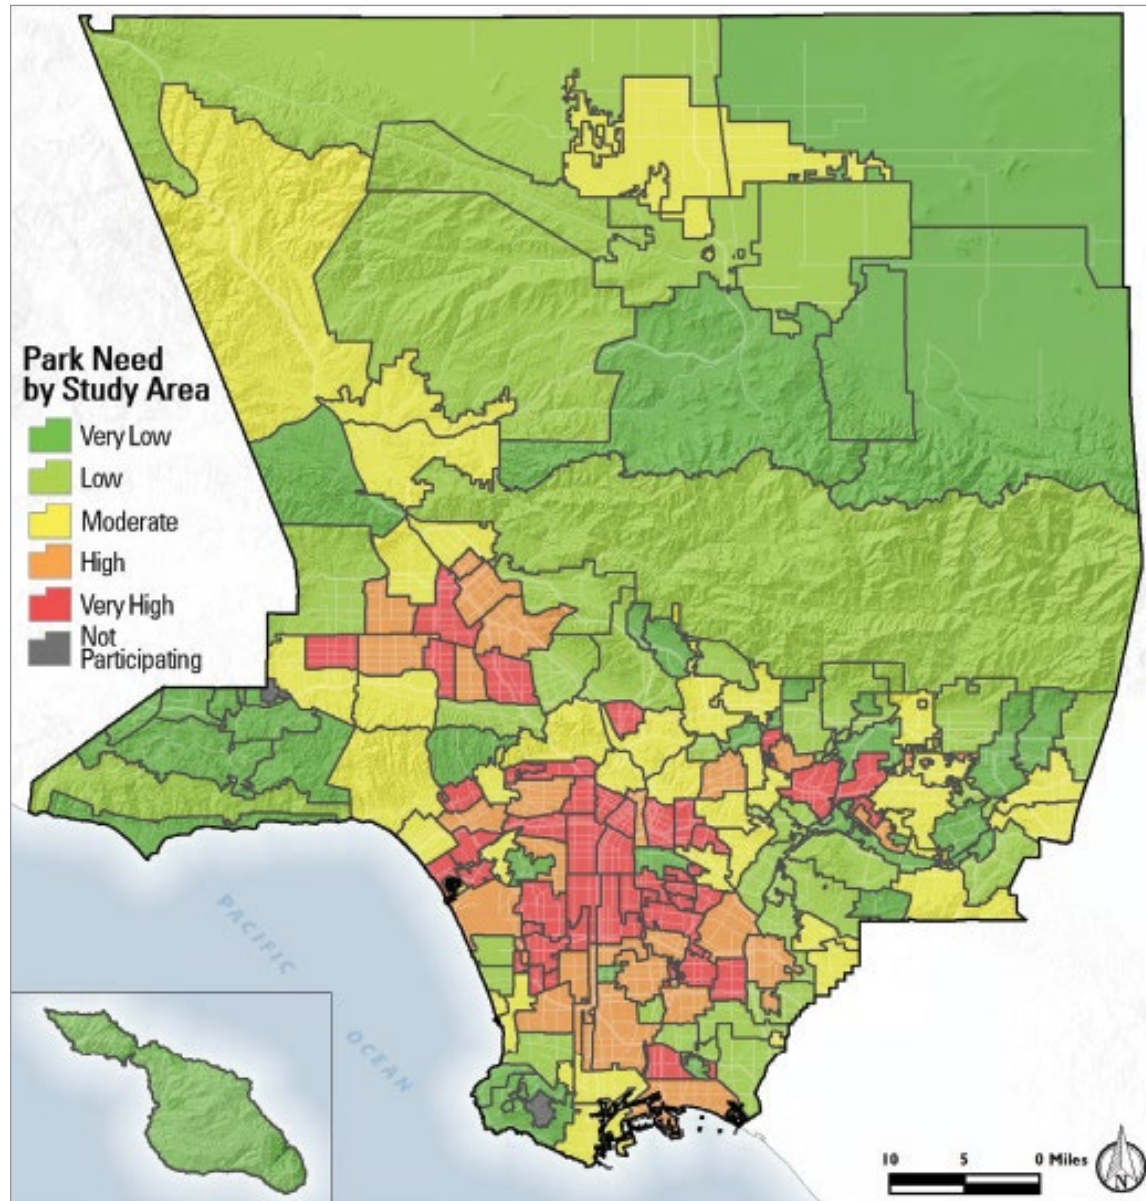 Park Need
by Study Area
Very Low
Low
Moderate
High
Very High
Not
Participating
PACIFIC
OCEAN
10 5 0 Miles
N